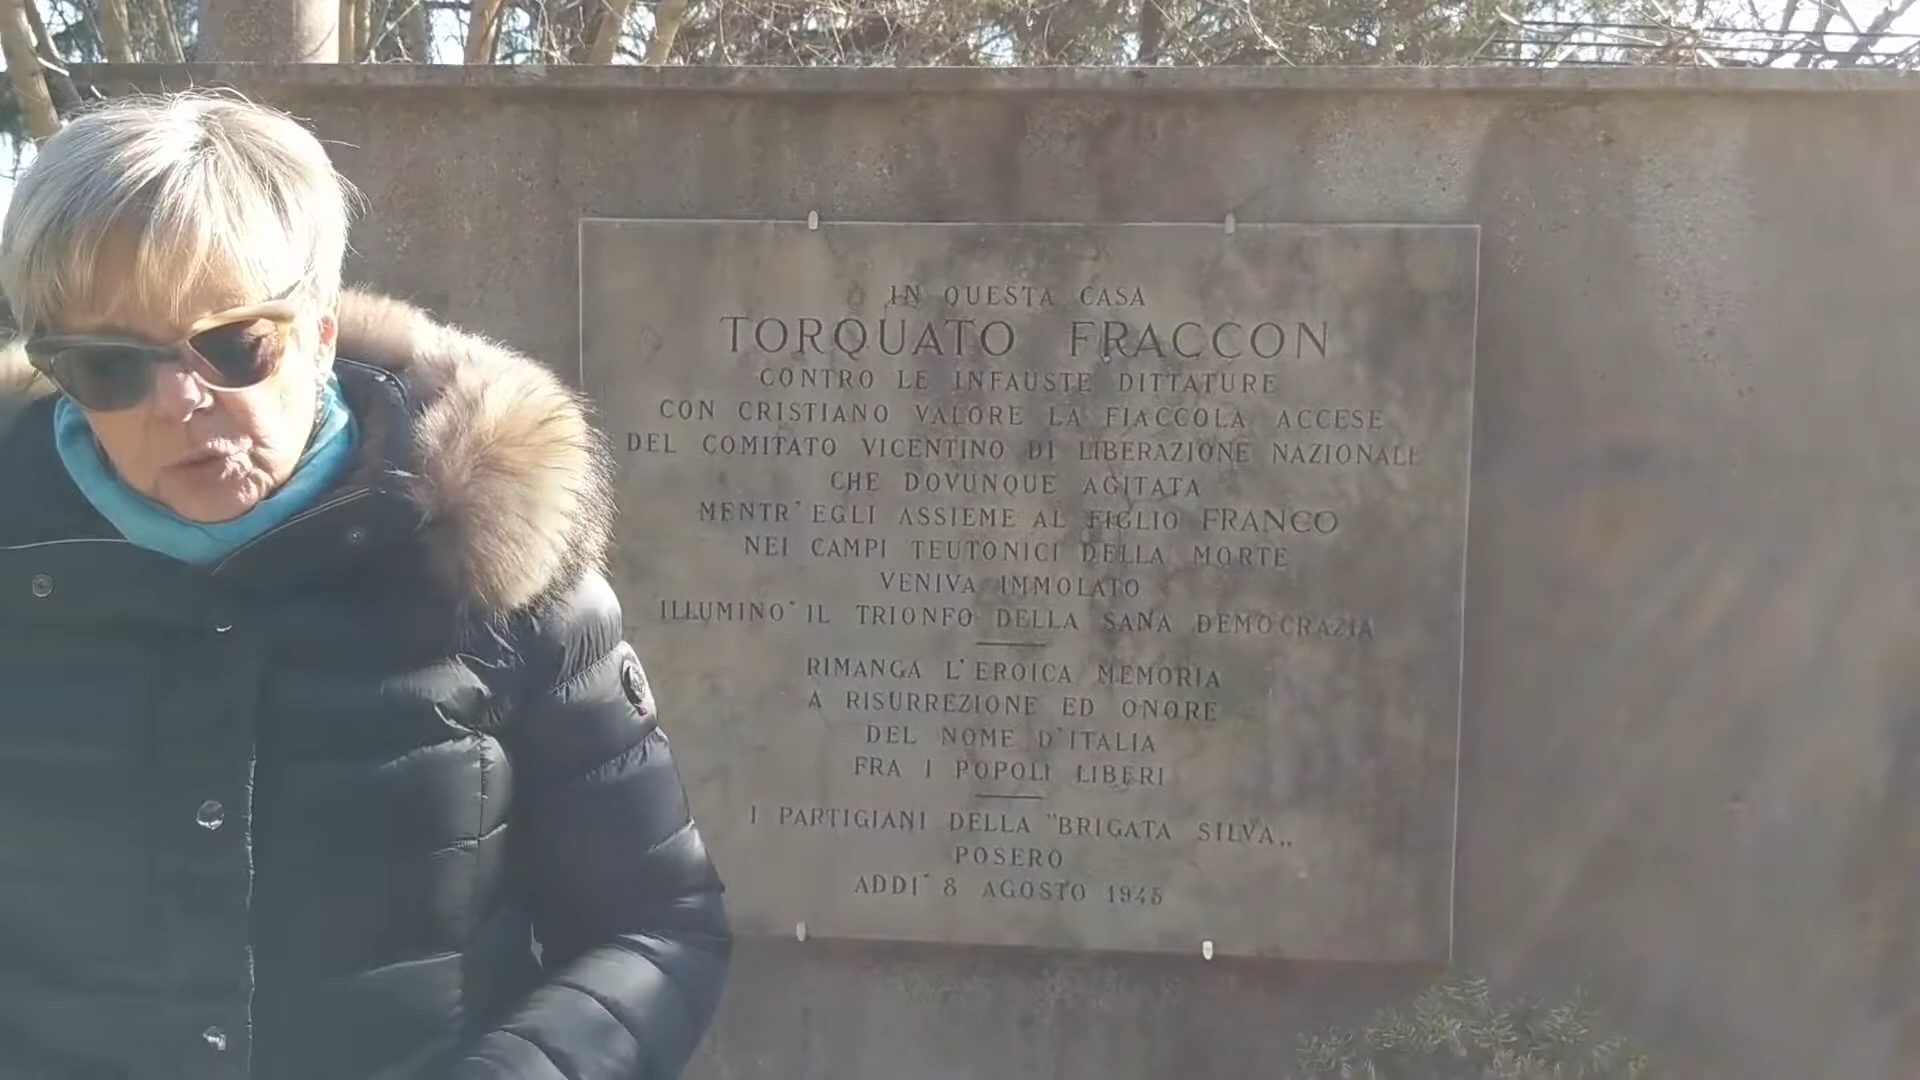 IN QUESTA CASA
TORQUATO FRACCON
CONTRO LE INFAUSTE DITTATURE
CON CRISTIANO VALORE LA FIACCOLA ACCESE
DEL COMITATO VICENTINO DI LIBERAZIONE NAZIONALE
CHE DOVUNQUE AGITATA
MENTR' EGLI ASSIEME AL FIGLIO FRANCO
NEI CAMPI TEUTONICI DELLA MORTE
VENIVA IMMOLATO
ILLUMINO' IL TRIONFO DELLA SANA DEMOCRAZIA
RIMANGA L'EROICA MEMORIA
A RISURREZIONE ED ONORE
DEL NOME D'ITALIA
FRA I POPOLI LIBERI
I PARTIGIANI DELLA "BRIGATA SILVA„
POSERO
ADDI' 8 AGOSTO 1945